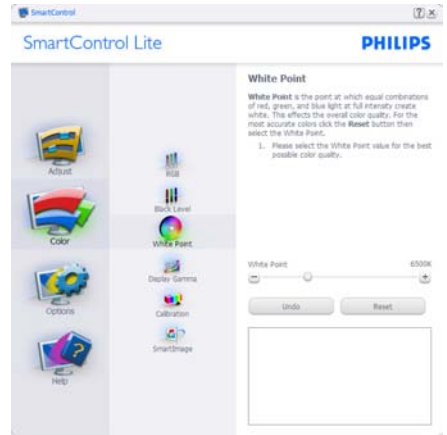 SmartControl
SmartControl Lite
PHILIPS
Adjust
Color
Options
Help
RGB
Black Level
White Point
Display Gamma
Calibration
SmartImage
White Point
White Point is the point at which equal combinations
of red, green, and blue light at full intensity create
white. This effects the overall color quality. For the
most accurate colors click the Reset button then
select the White Point.
1. Please select the White Point value for the best
possible color quality.
White Point 6500K
Undo Reset